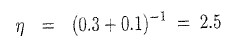 η = (0.3 + 0.1)⁻¹ = 2.5